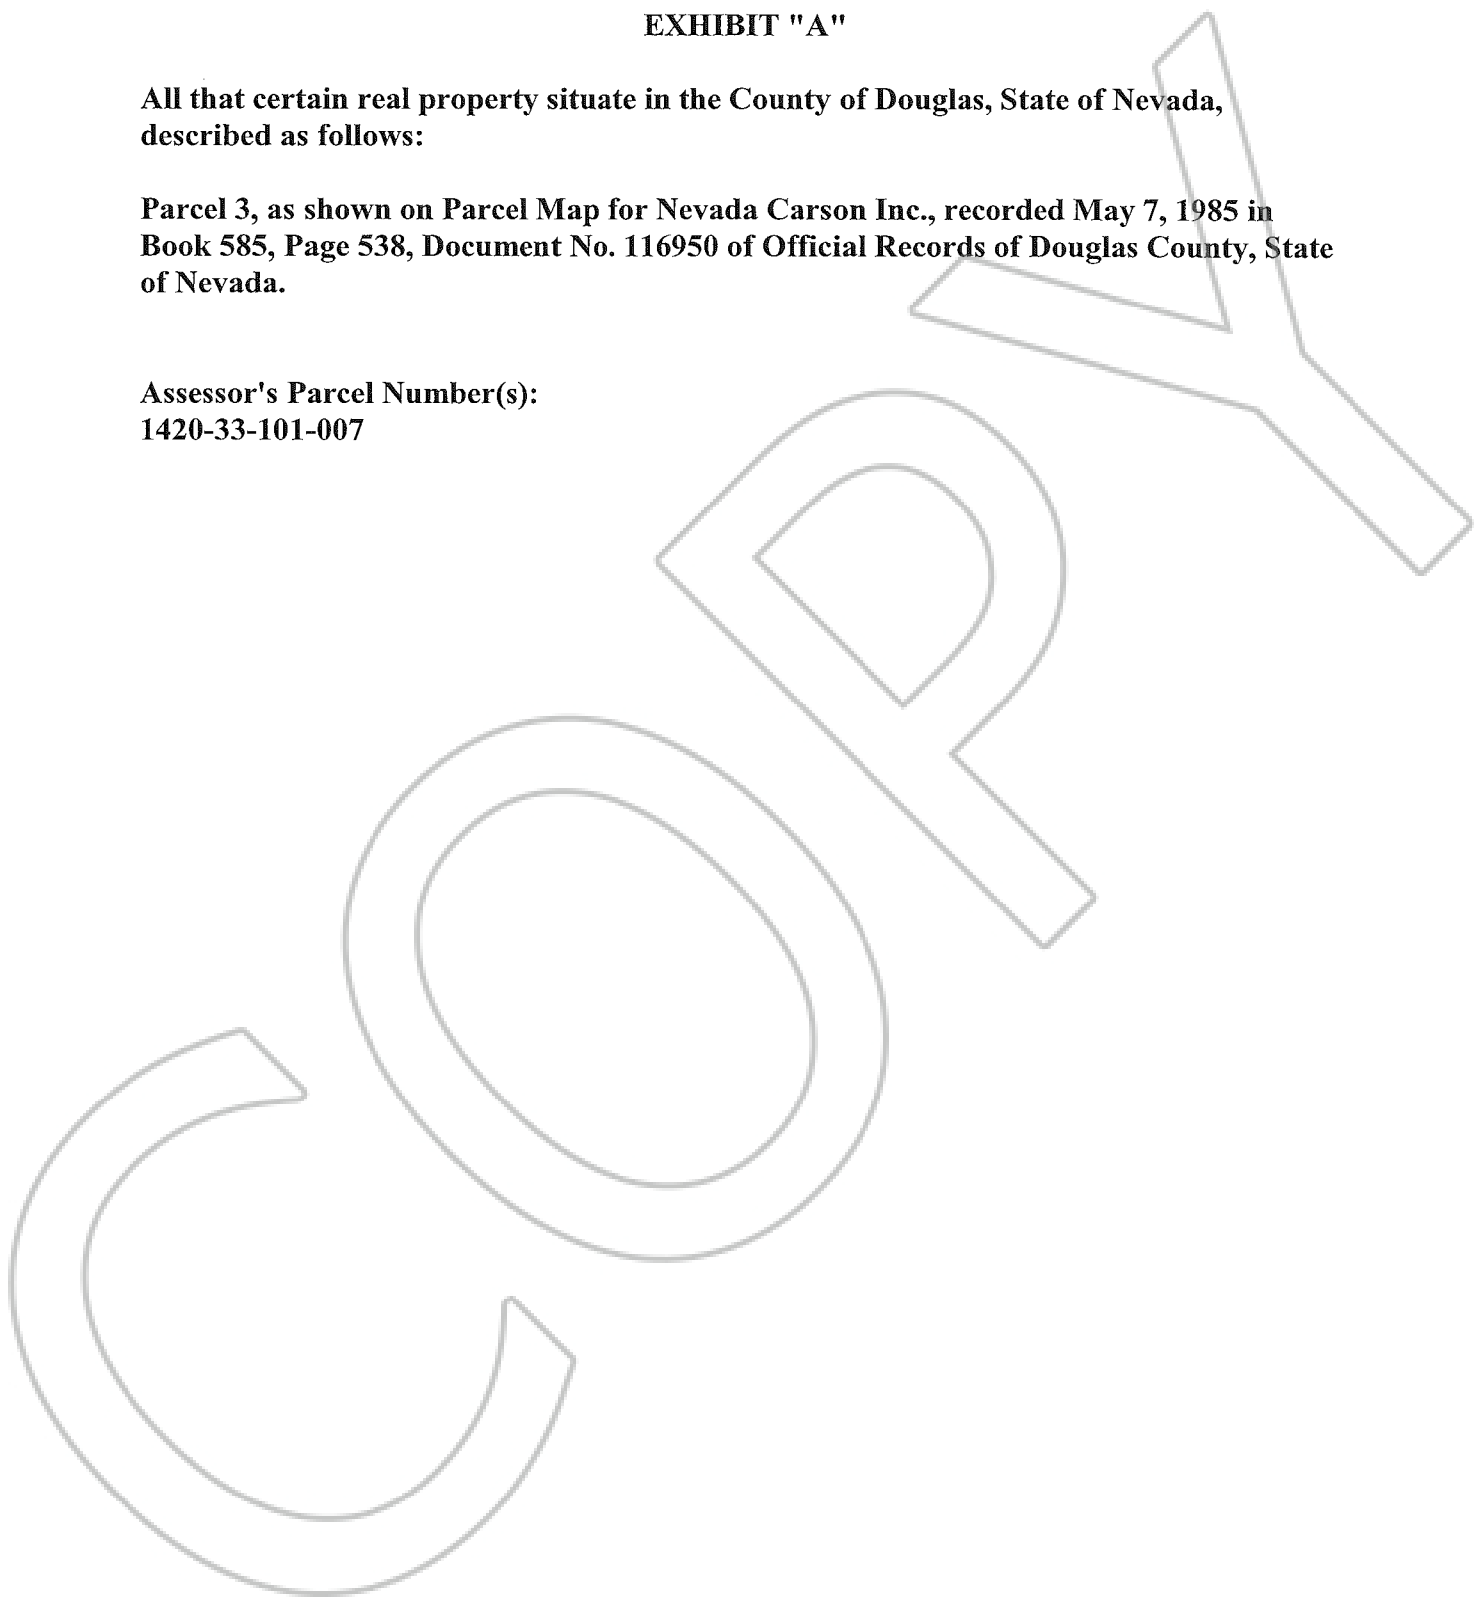 EXHIBIT "A"
All that certain real property situate in the County of Douglas, State of Nevada,
described as follows:
Parcel 3, as shown on Parcel Map for Nevada Carson Inc., recorded May 7, 1985 in
Book 585, Page 538, Document No. 116950 of Official Records of Douglas County, State
of Nevada.
Assessor's Parcel Number(s):
1420-33-101-007
COPY